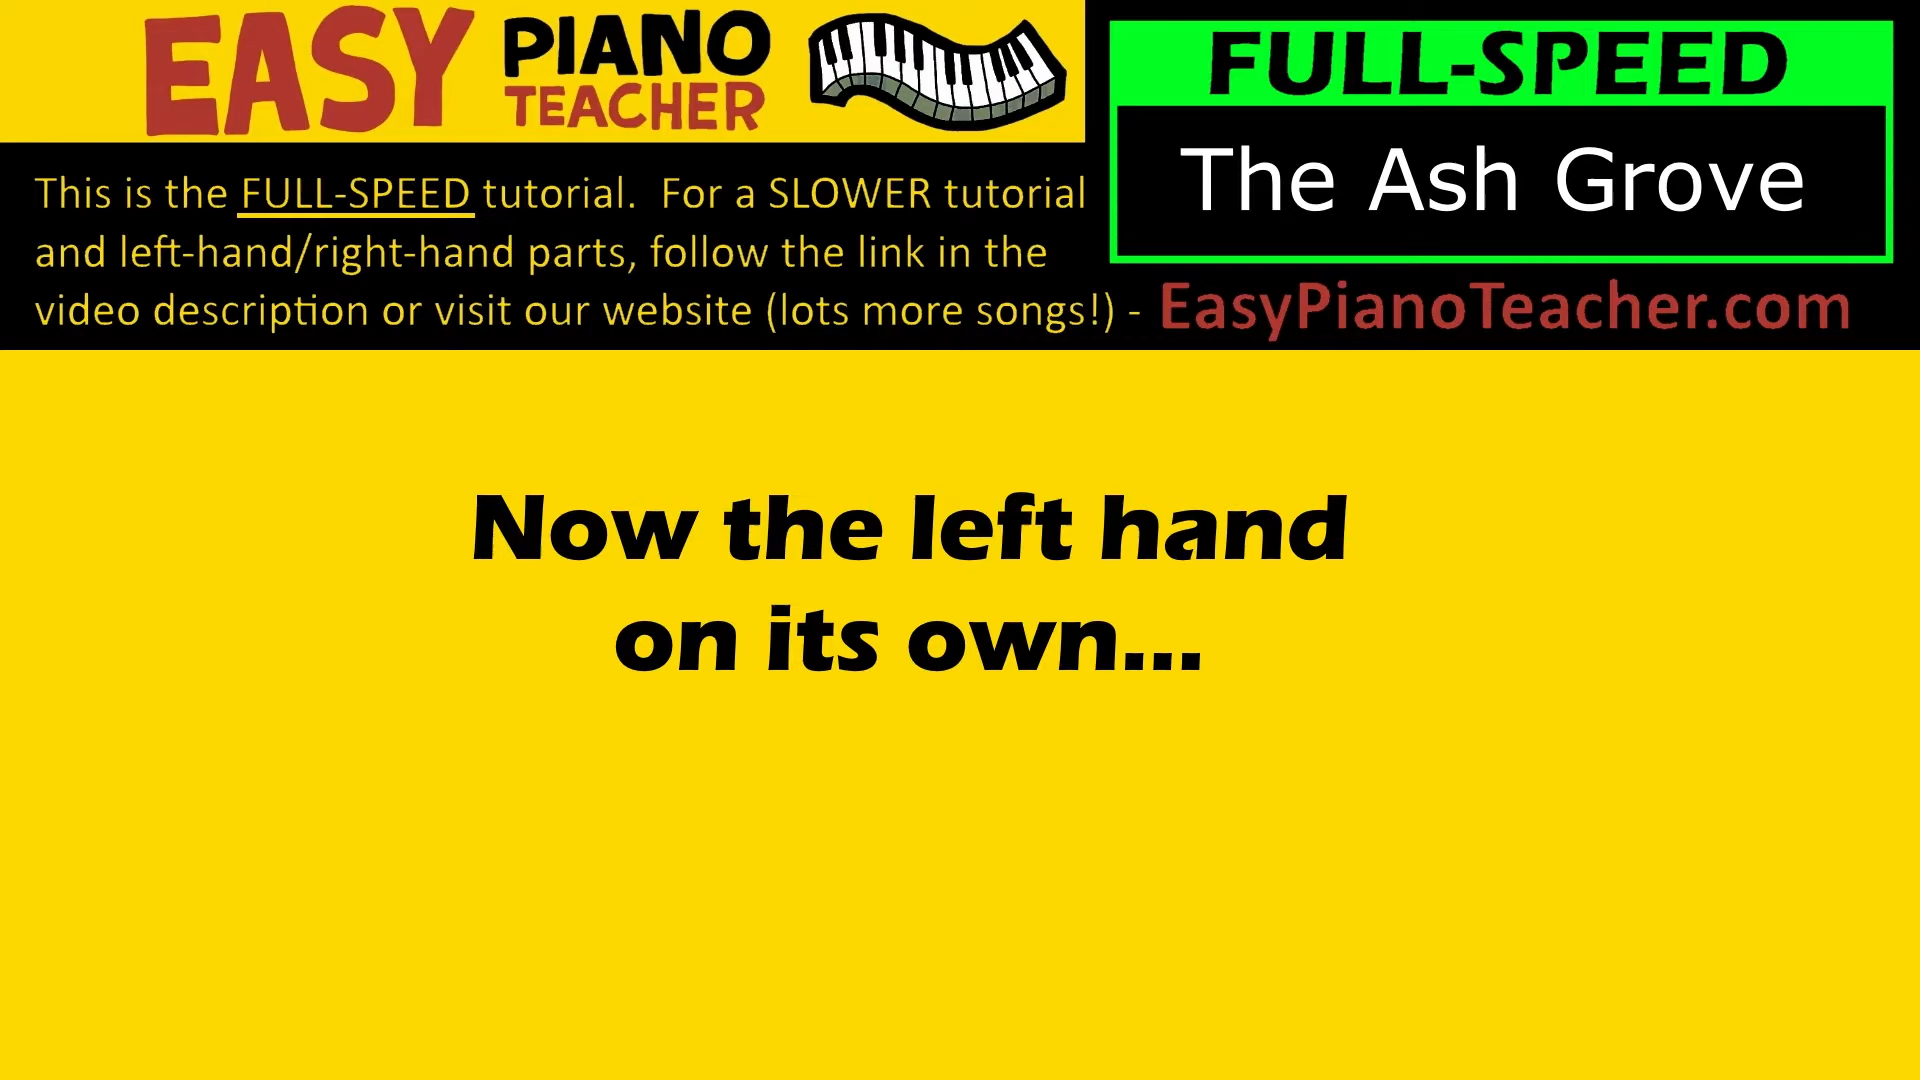 EASY PIANO TEACHER
FULL-SPEED
The Ash Grove
This is the FULL-SPEED tutorial. For a SLOWER tutorial
and left-hand/right-hand parts, follow the link in the
video description or visit our website (lots more songs!) - EasyPianoTeacher.com
Now the left hand
on its own...